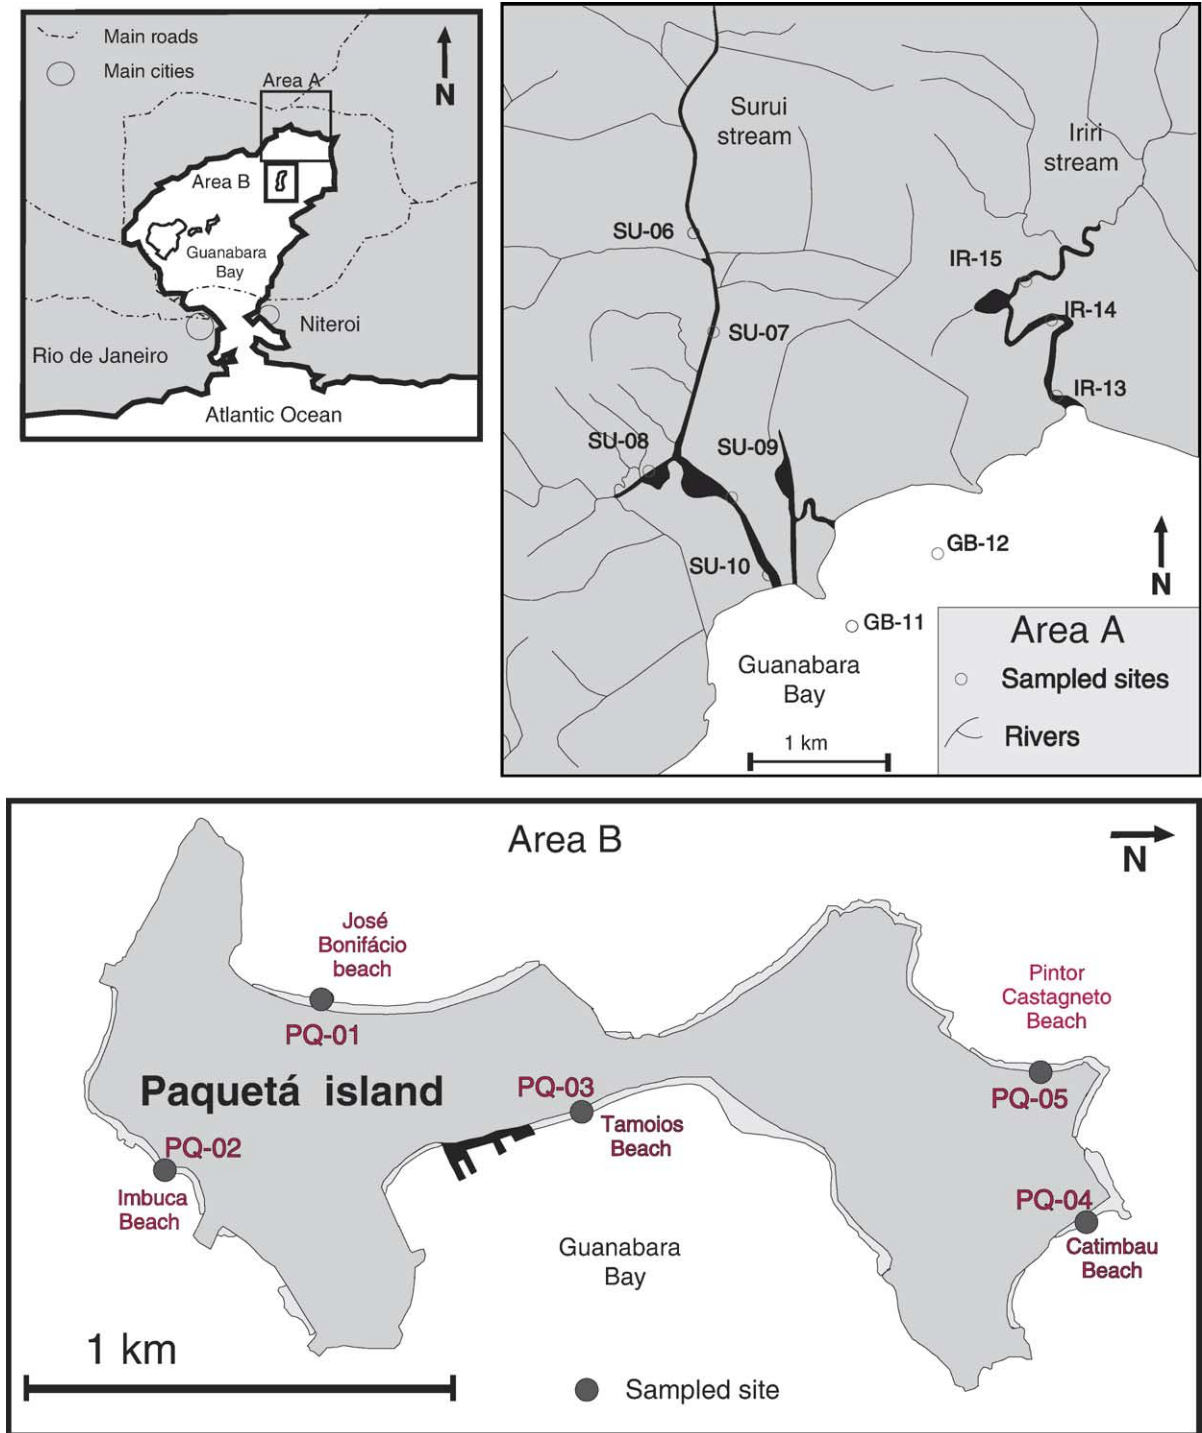 Main roads
Main cities
N
Area A
Area B
Guanabara
Bay
Niteroi
Rio de Janeiro
Atlantic Ocean
Surui
stream
Iriri
stream
SU-06
IR-15
IR-14
SU-07
IR-13
SU-08
SU-09
GB-12
SU-10
N
GB-11
Guanabara
Bay
1 km
Area A
Sampled sites
Rivers
Area B
N
José
Bonifácio
beach
PQ-01
Pintor
Castagneto
Beach
PQ-05
Paquetá island
PQ-03
Tamoios
Beach
PQ-02
Imbuca
Beach
PQ-04
Catimbau
Beach
Guanabara
Bay
1 km
Sampled site